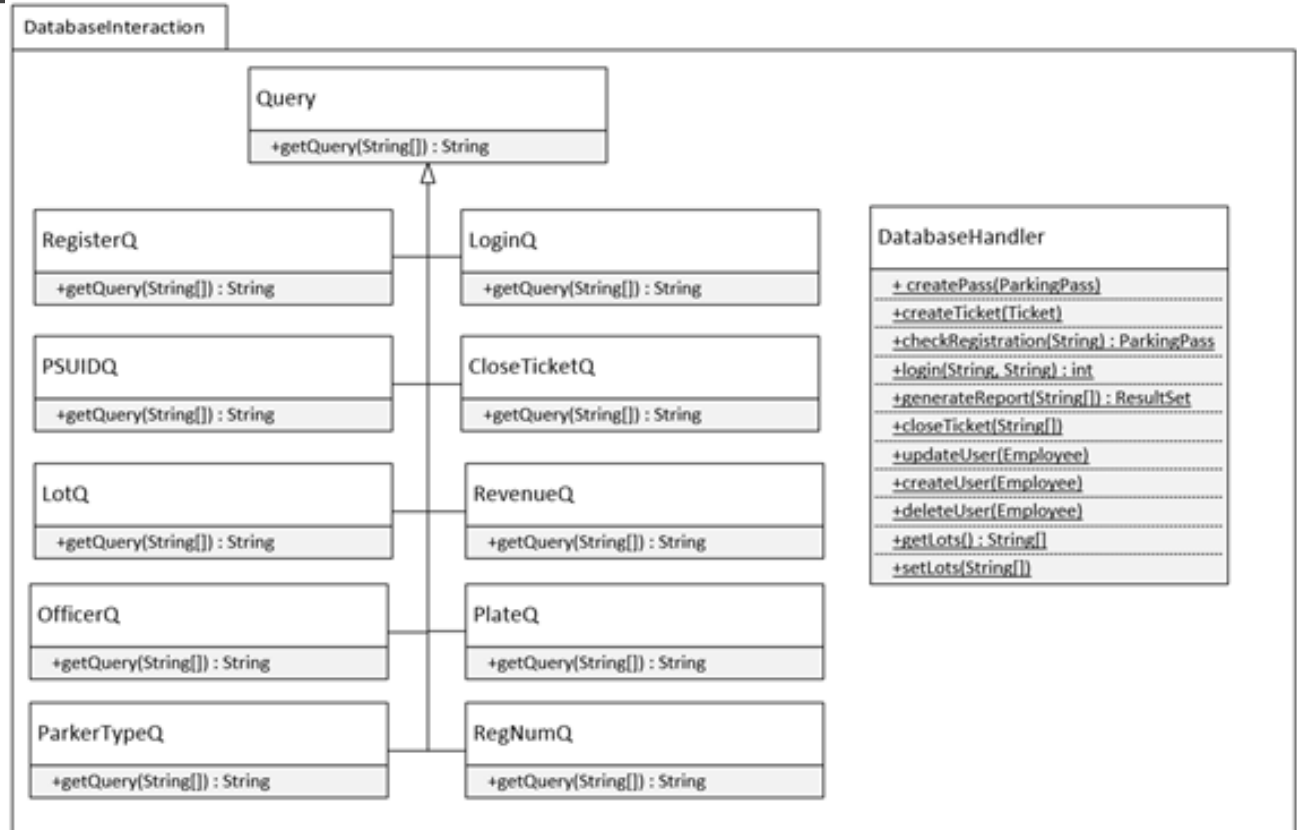 DatabaseInteraction
Query
+getQuery(String[]) : String
RegisterQ
+getQuery(String[]) : String
LoginQ
+getQuery(String[]) : String
PSUIDQ
+getQuery(String[]) : String
CloseTicketQ
+getQuery(String[]) : String
LotQ
+getQuery(String[]) : String
RevenueQ
+getQuery(String[]) : String
OfficerQ
+getQuery(String[]) : String
PlateQ
+getQuery(String[]) : String
ParkerTypeQ
+getQuery(String[]) : String
RegNumQ
+getQuery(String[]) : String
DatabaseHandler
+ createPass(ParkingPass)
+createTicket(Ticket)
+checkRegistration(String) : ParkingPass
+login(String, String) : int
+generateReport(String[]) : ResultSet
+closeTicket(String[])
+updateUser(Employee)
+createUser(Employee)
+deleteUser(Employee)
+getLots() : String[]
+setLots(String[])